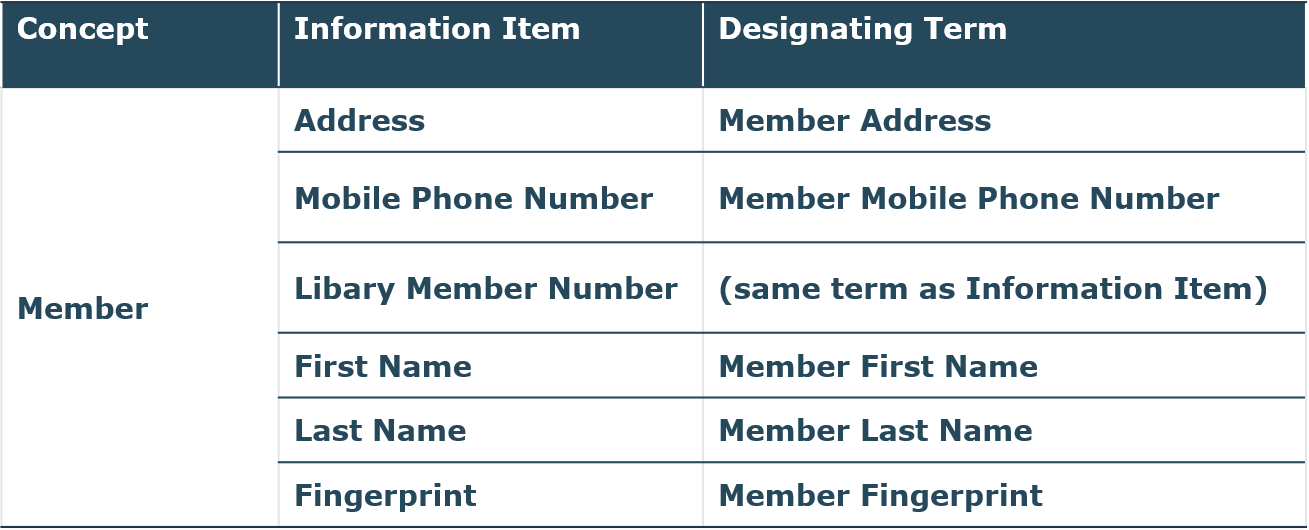 Concept Information Item Designating Term
Address Member Address
Mobile Phone Number Member Mobile Phone Number
Libary Member Number (same term as Information Item)
Member
First Name Member First Name
Last Name Member Last Name
Fingerprint Member Fingerprint